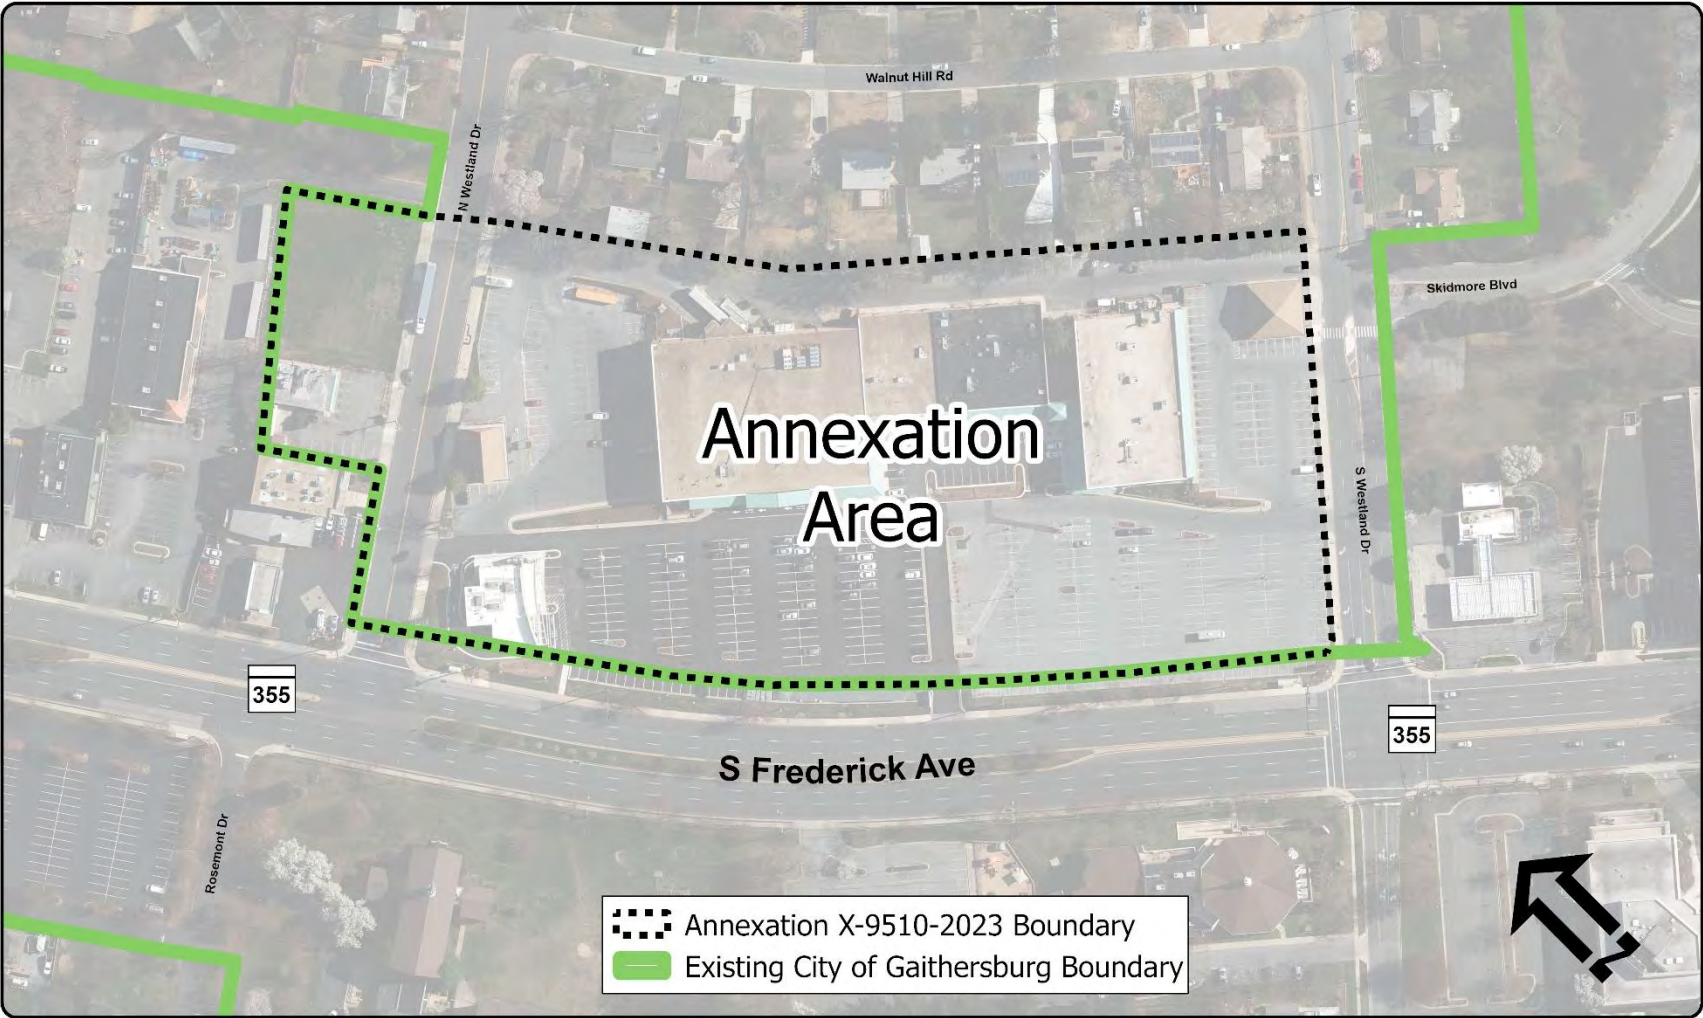 Walnut Hill Rd
N Westland Dr
Skidmore Blvd
Annexation
Area
S Westland Dr
355
355
S Frederick Ave
Rosemont Dr
Annexation X-9510-2023 Boundary
Existing City of Gaithersburg Boundary